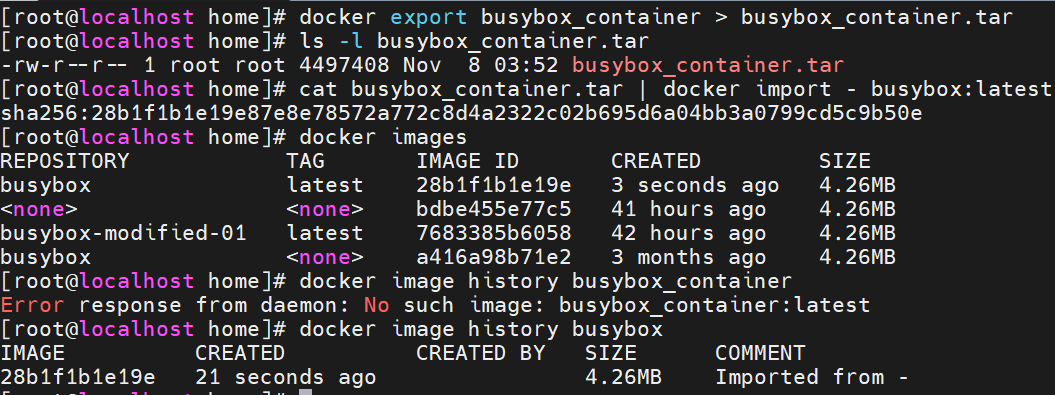 [root@localhost home]# docker export busybox_container > busybox_container.tar
[root@localhost home]# ls -l busybox_container.tar
-rw-r--r-- 1 root root 4497408 Nov  8 03:52 busybox_container.tar
[root@localhost home]# cat busybox_container.tar | docker import - busybox:latest
sha256:28b1f1b1e19e87e8e78572a772c8d4a2322c02b695d6a04bb3a0799cd5c9b50e
[root@localhost home]# docker images
REPOSITORY            TAG        IMAGE ID       CREATED         SIZE
busybox               latest     28b1f1b1e19e   3 seconds ago   4.26MB
<none>                <none>     bdbe455e77c5   41 hours ago    4.26MB
busybox-modified-01   latest     7683385b6058   42 hours ago    4.26MB
busybox               <none>     a416a98b71e2   3 months ago    4.26MB
[root@localhost home]# docker image history busybox_container
Error response from daemon: No such image: busybox_container:latest
[root@localhost home]# docker image history busybox
IMAGE          CREATED          CREATED BY   SIZE      COMMENT
28b1f1b1e19e   21 seconds ago                4.26MB    Imported from -
[root@localhost home]#